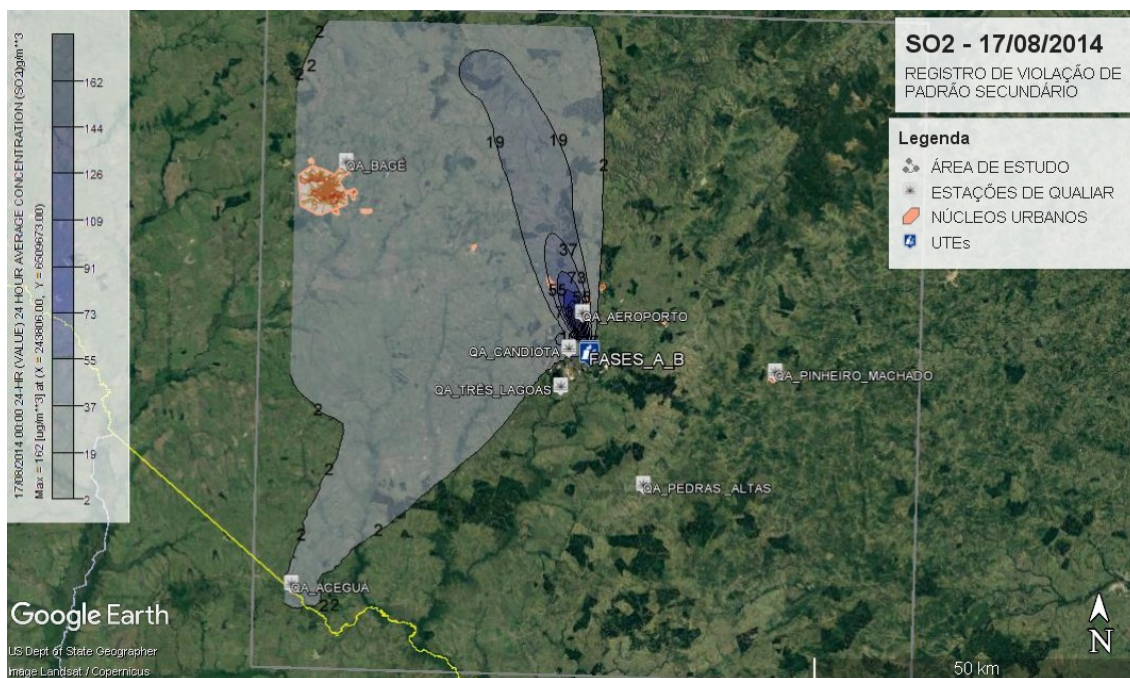 17/08/2014 00:00 24-HR (VALUE) 24 HOUR AVERAGE CONCENTRATION (SO2)g/m**3
Max = 162 [ug/m**3] at (X = 243806.00, Y = 6509673.00)
162
144
126
109
91
73
55
37
19
2
SO2 - 17/08/2014
REGISTRO DE VIOLAÇÃO DE
PADRÃO SECUNDÁRIO
Legenda
ÁREA DE ESTUDO
ESTAÇÕES DE QUALIAR
NÚCLEOS URBANOS
UTEs
2
2
2
19
19
2
QA_BAGÉ
37
73
55
55
QA_AEROPORTO
QA_CANDIOTA
FASES_A_B
QA_TRÊS_LAGOAS
QA_PINHEIRO_MACHADO
2
2
2
QA_PEDRAS_ALTAS
QA_ACEGUA
22
Google Earth
US Dept of State Geographer
Image Landsat / Copernicus
N
50 km